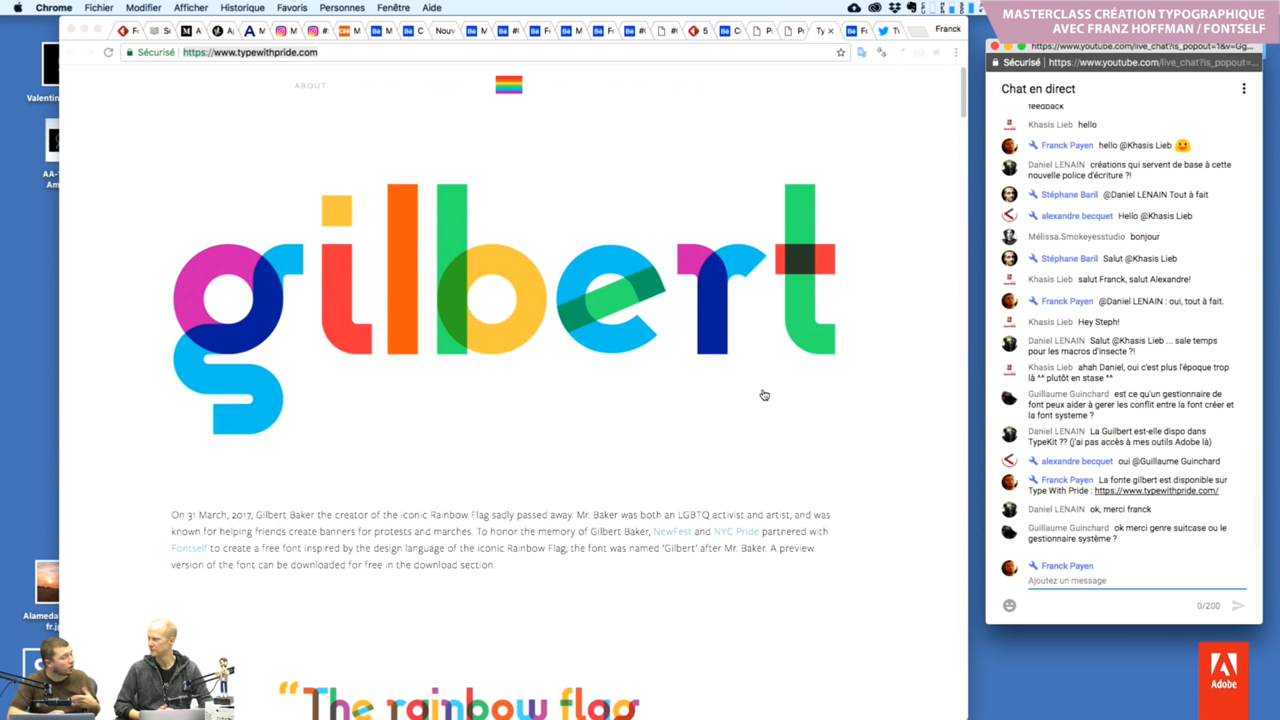 Chrome Fichier Modifier Afficher Historique Favoris Personnes Fenêtre Aide
MASTERCLASS CRÉATION TYPOGRAPHIQUE
AVEC FRANZ HOFFMAN / FONTSELF
Franck
Sécurisé https://www.typewithpride.com
ABOUT
gilbert
On 31 March, 2017, Gilbert Baker the creator of the iconic Rainbow Flag sadly passed away. Mr. Baker was both an LGBTQ activist and artist, and was
known for helping friends create banners for protests and marches. To honor the memory of Gilbert Baker, NewFest and NYC Pride partnered with
Fontself to create a free font inspired by the design language of the iconic Rainbow Flag, the font was named 'Gilbert' after Mr. Baker. A preview
version of the font can be downloaded for free in the download section.
“The rainbow flag
Valentin
AA-
Am
Alameda
fr.j
https://www.youtube.com/live_chat?is_popout=1&v=Gg...
Sécurisé https://www.youtube.com/live_chat?is_popout=...
Chat en direct
feedback
Khasis Lieb hello
Franck Payen hello @Khasis Lieb
Daniel LENAIN créations qui servent de base à cette
nouvelle police d'écriture ?!
Stéphane Baril @Daniel LENAIN Tout à fait
alexandre becquet Hello @Khasis Lieb
Mélissa.Smokeyesstudio bonjour
Stéphane Baril Salut @Khasis Lieb
Khasis Lieb salut Franck, salut Alexandre!
Franck Payen @Daniel LENAIN : oui, tout à fait.
Khasis Lieb Hey Steph!
Daniel LENAIN Salut @Khasis Lieb ... sale temps
pour les macros d'insecte ?!
Khasis Lieb ahah Daniel, oui c'est plus l'époque trop
là ^^ plutôt en stase ^^
Guillaume Guinchard est ce qu'un gestionnaire de
font peux aider à gerer les conflit entre la font créer et
la font systeme ?
Daniel LENAIN La Guilbert est-elle dispo dans
TypeKit ?? (j'ai pas accès à mes outils Adobe là)
alexandre becquet oui @Guillaume Guinchard
Franck Payen La fonte gilbert est disponible sur
Type With Pride : https://www.typewithpride.com/
Daniel LENAIN ok, merci franck
Guillaume Guinchard ok merci genre suitcase ou le
gestionnaire système ?
Franck Payen
Ajoutez un message
0/200
Adobe